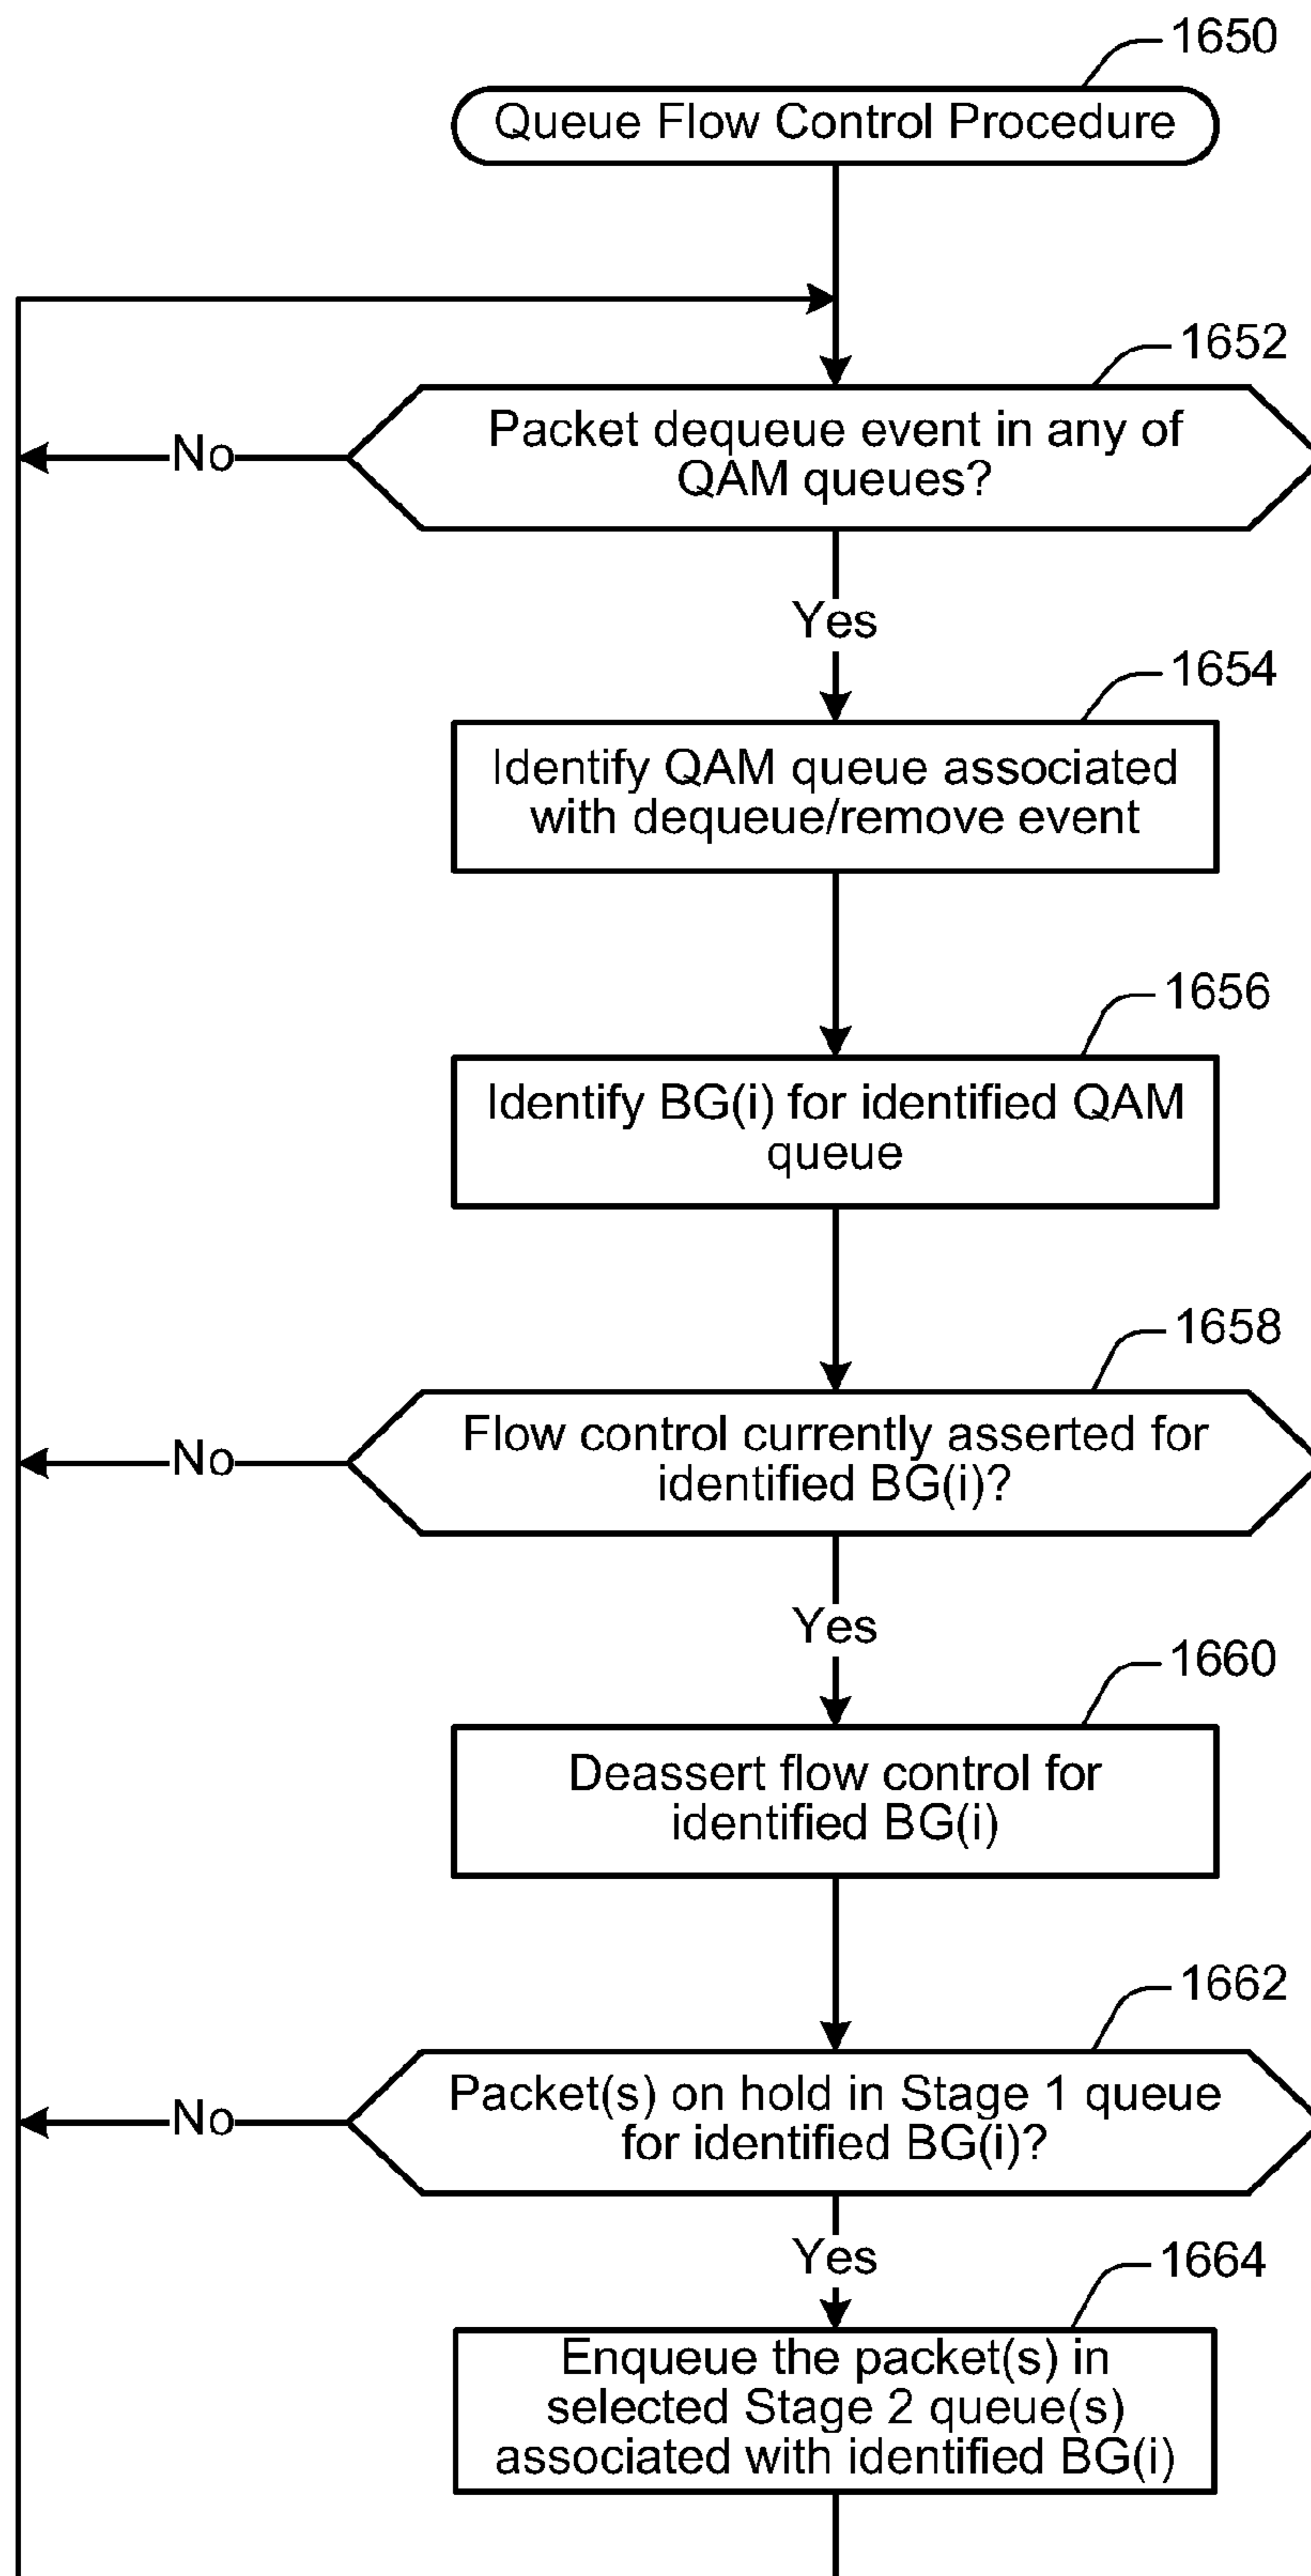 1650
Queue Flow Control Procedure
1652
Packet dequeue event in any of
QAM queues?
No
Yes
1654
Identify QAM queue associated
with dequeue/remove event
1656
Identify BG(i) for identified QAM
queue
1658
Flow control currently asserted for
identified BG(i)?
No
Yes
1660
Deassert flow control for
identified BG(i)
1662
Packet(s) on hold in Stage 1 queue
for identified BG(i)?
No
Yes
1664
Enqueue the packet(s) in
selected Stage 2 queue(s)
associated with identified BG(i)